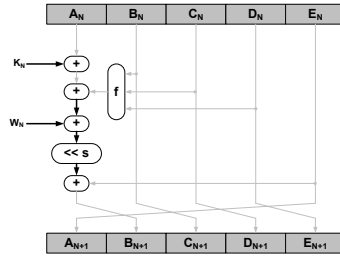 A_N B_N C_N D_N E_N
K_N +
+ f
W_N +
<< s
+
A_N+1 B_N+1 C_N+1 D_N+1 E_N+1